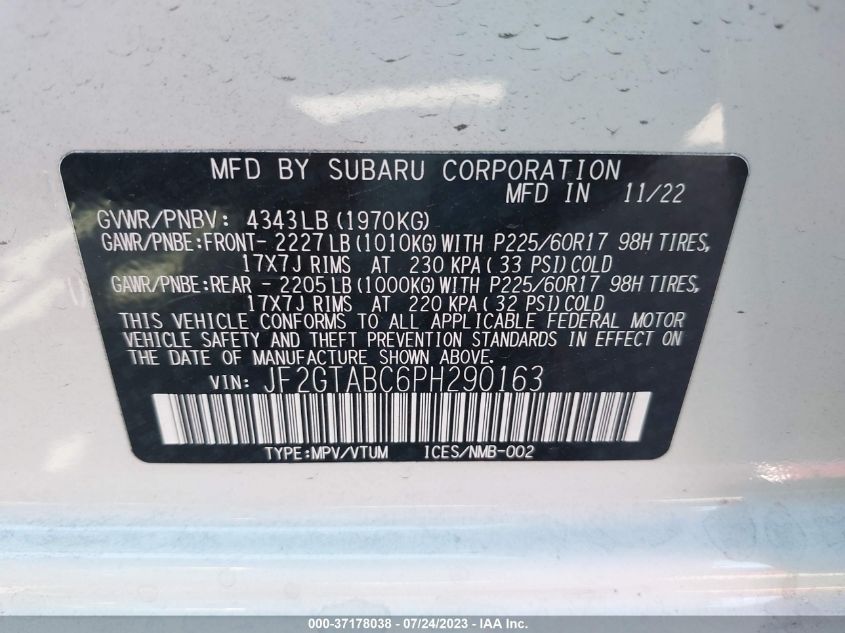 MFD BY SUBARU CORPORATION
MFD IN 11/22
GVWR/PNBV: 4343LB(1970KG)
GAWR/PNBE:FRONT- 2227LB(1010KG)WITH P225/60R17 98H TIRES,
17X7J RIMS AT 230 KPA( 33 PSI)COLD
GAWR/PNBE:REAR - 2205LB(1000KG)WITH P225/60R17 98H TIRES,
17X7J RIMS AT 220 KPA( 32 PSI)COLD
THIS VEHICLE CONFORMS TO ALL APPLICABLE FEDERAL MOTOR
VEHICLE SAFETY AND THEFT PREVENTION STANDARDS IN EFFECT ON
THE DATE OF MANUFACTURE SHOWN ABOVE.
VIN: JF2GTABC6PH290163
TYPE:MPV/VTUM ICES/NMB-002
000-37178038 - 07/24/2023 - IAA Inc.